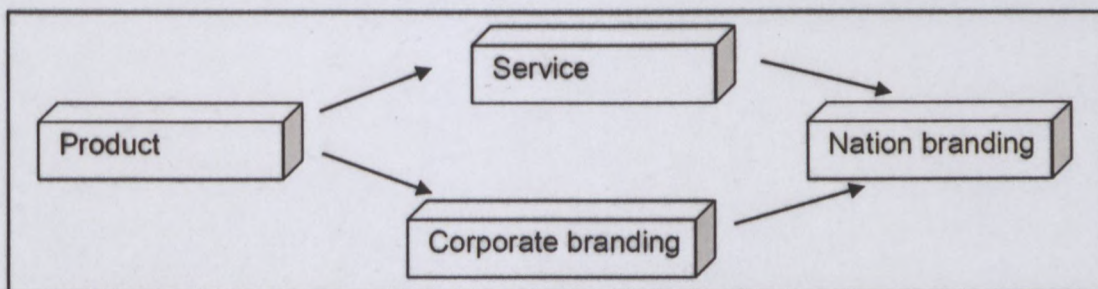 Service
Product
Nation branding
Corporate branding